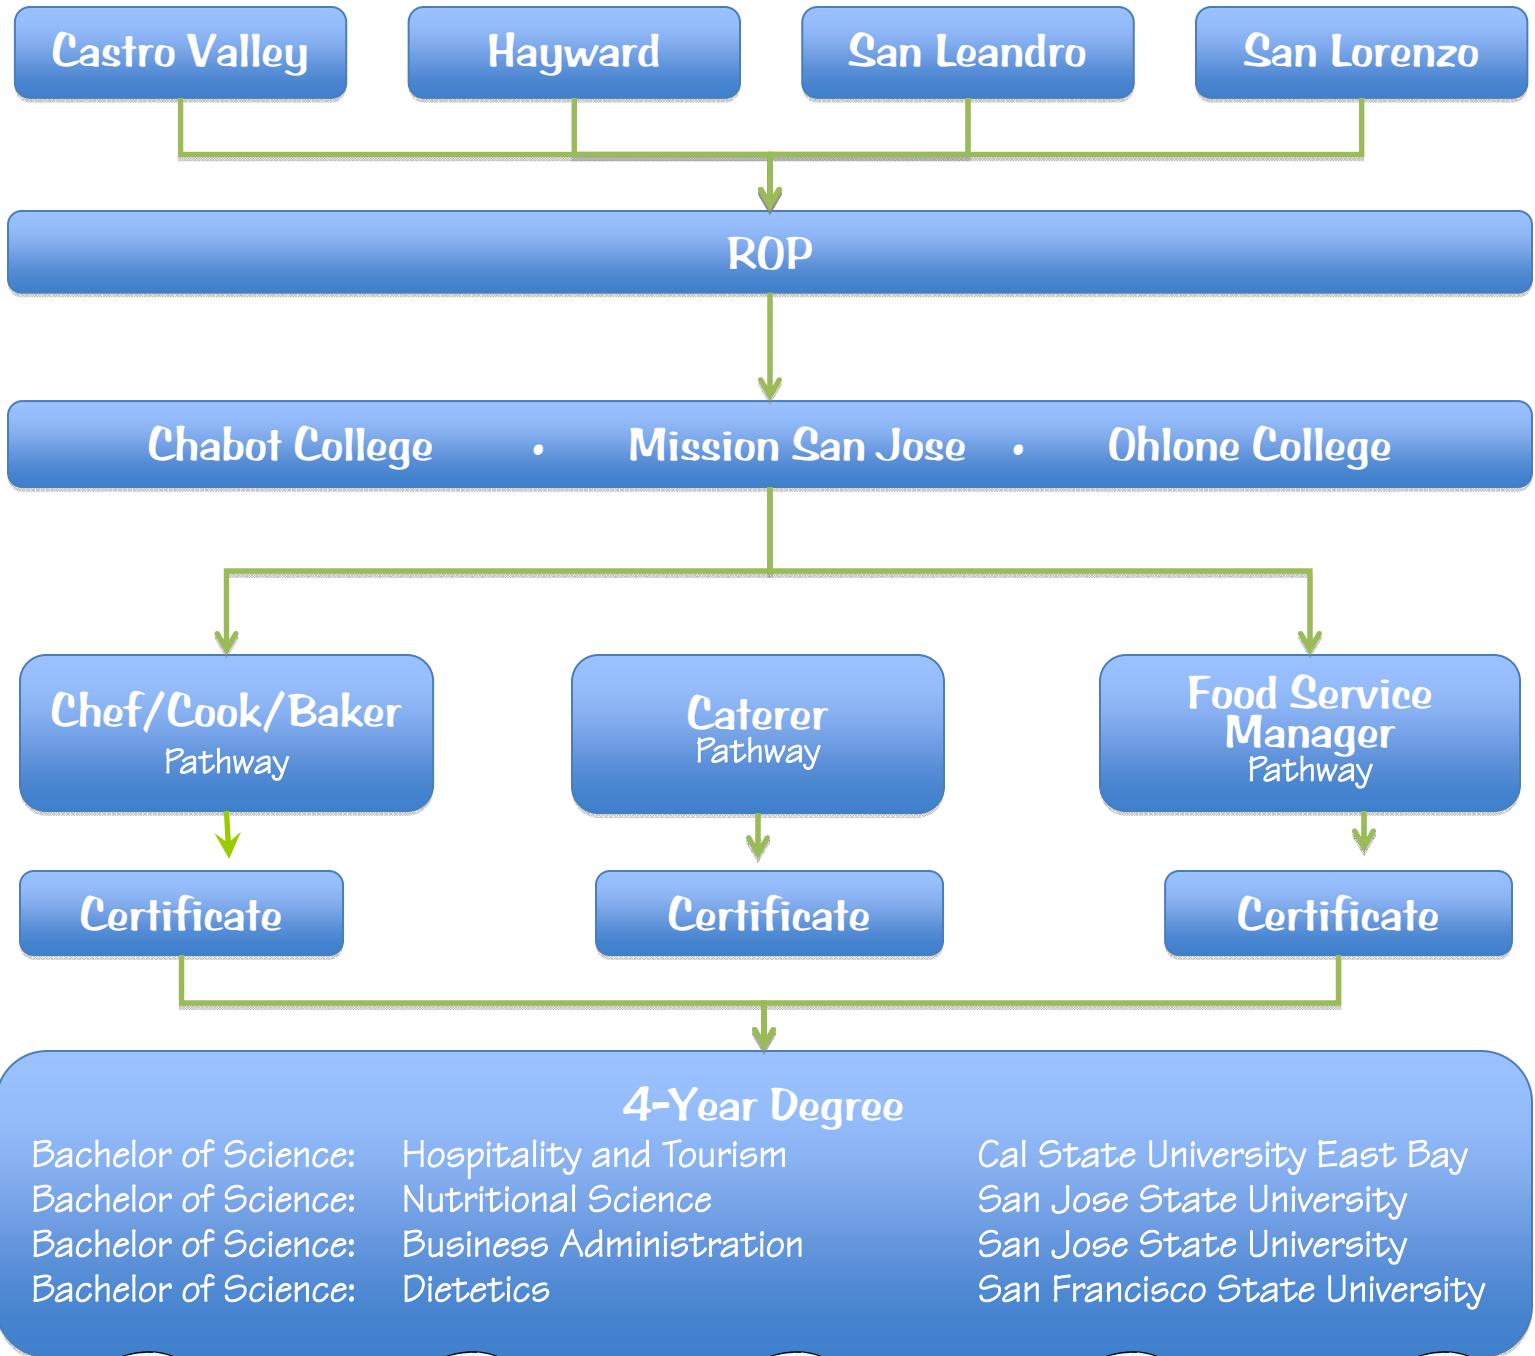 Castro Valley Hayward San Leandro San Lorenzo
ROP
Chabot College • Mission San Jose • Ohlone College
Chef/Cook/Baker
Pathway
Caterer
Pathway
Food Service
Manager
Pathway
Certificate Certificate Certificate
4-Year Degree
Bachelor of Science: Hospitality and Tourism Cal State University East Bay
Bachelor of Science: Nutritional Science San Jose State University
Bachelor of Science: Business Administration San Jose State University
Bachelor of Science: Dietetics San Francisco State University